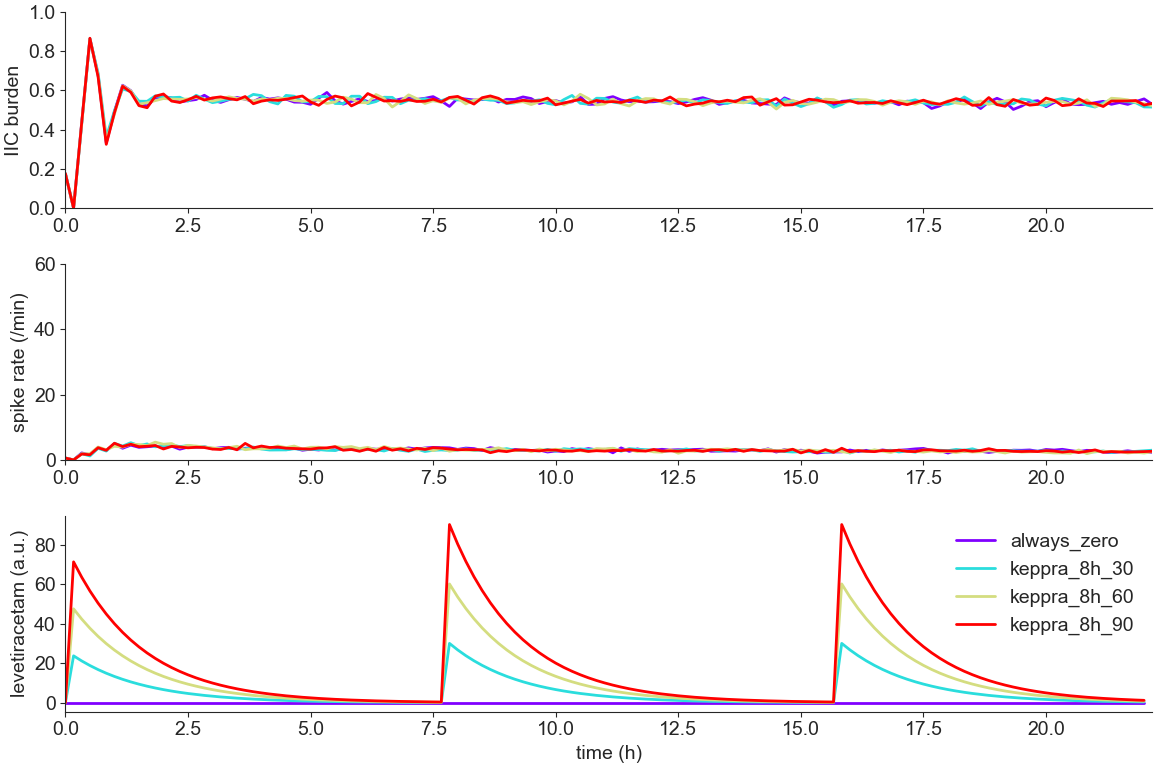 1.0
0.8
0.6
0.4
0.2
0.0
IIC burden
0.0 2.5 5.0 7.5 10.0 12.5 15.0 17.5 20.0
60
40
20
0
spike rate (/min)
0.0 2.5 5.0 7.5 10.0 12.5 15.0 17.5 20.0
80
60
40
20
0
levetiracetam (a.u.)
always_zero
keppra_8h_30
keppra_8h_60
keppra_8h_90
0.0 2.5 5.0 7.5 10.0 12.5 15.0 17.5 20.0
time (h)